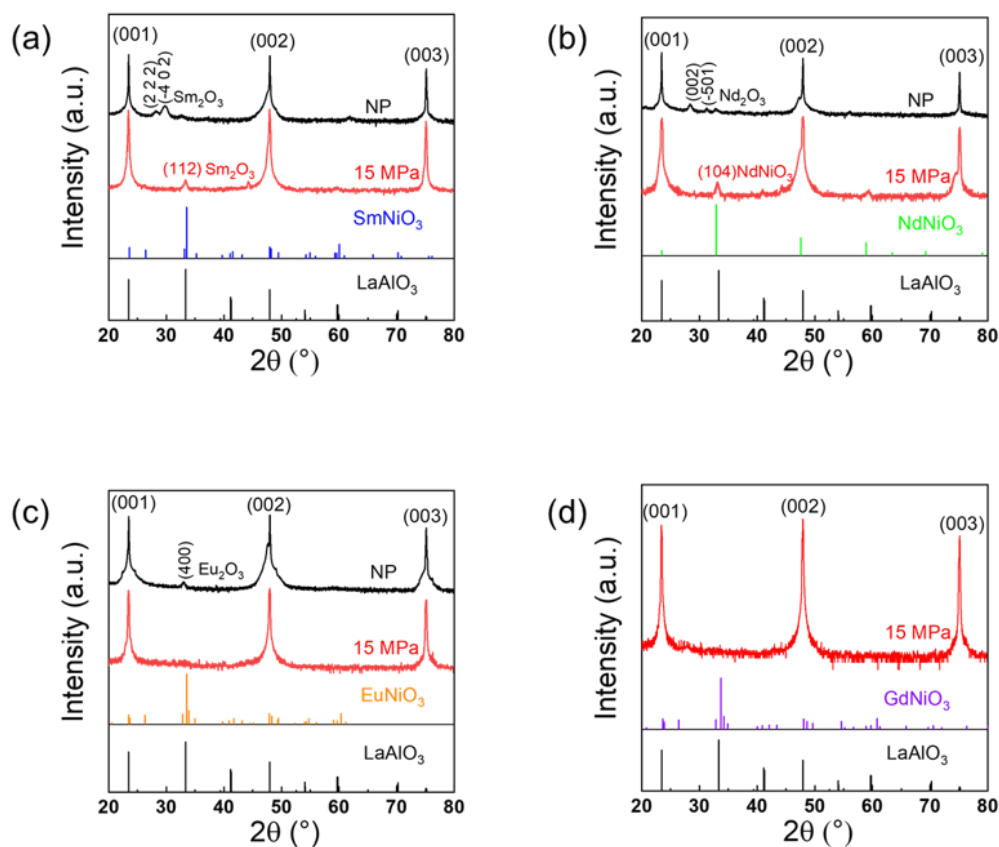 (a)
Intensity (a.u.)
(001)
(2 2 2)
(-4 0 2)
Sm₂O₃
(002)
(003)
NP
(112) Sm₂O₃
15 MPa
SmNiO₃
LaAlO₃
20 30 40 50 60 70 80
2θ (°)
(b)
Intensity (a.u.)
(001)
(002)
(-501)
Nd₂O₃
(002)
(003)
NP
(104)NdNiO₃
15 MPa
NdNiO₃
LaAlO₃
20 30 40 50 60 70 80
2θ (°)
(c)
Intensity (a.u.)
(001)
(400)
Eu₂O₃
(002)
(003)
NP
15 MPa
EuNiO₃
LaAlO₃
20 30 40 50 60 70 80
2θ (°)
(d)
Intensity (a.u.)
(001)
(002)
(003)
15 MPa
GdNiO₃
LaAlO₃
20 30 40 50 60 70 80
2θ (°)